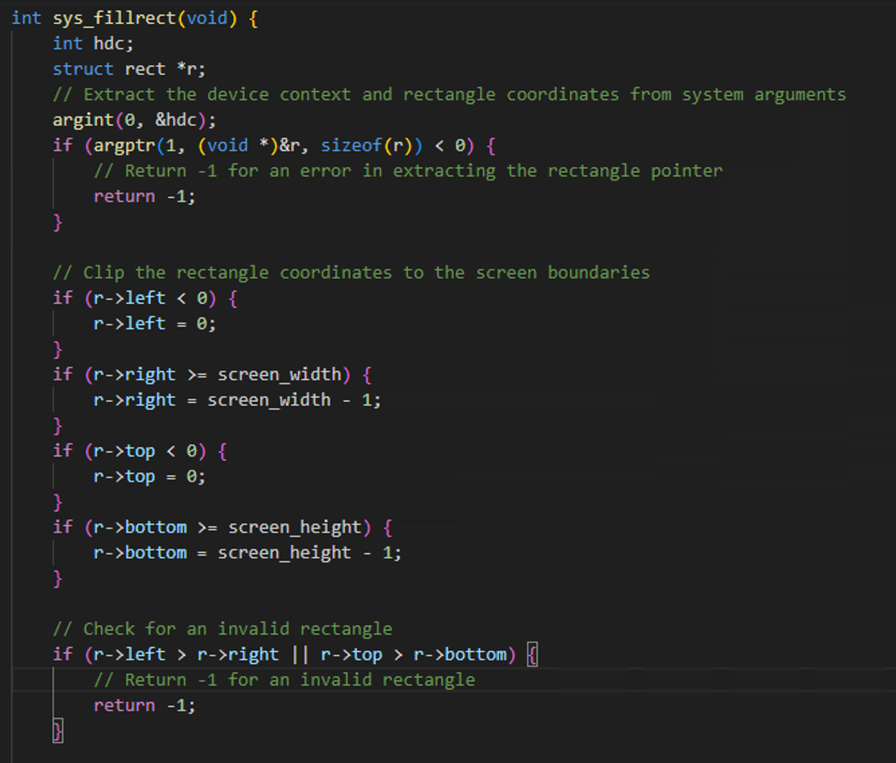 int sys_fillrect(void) {
    int hdc;
    struct rect *r;
    // Extract the device context and rectangle coordinates from system arguments
    argint(0, &hdc);
    if (argptr(1, (void *)&r, sizeof(r)) < 0) {
        // Return -1 for an error in extracting the rectangle pointer
        return -1;
    }

    // Clip the rectangle coordinates to the screen boundaries
    if (r->left < 0) {
        r->left = 0;
    }
    if (r->right >= screen_width) {
        r->right = screen_width - 1;
    }
    if (r->top < 0) {
        r->top = 0;
    }
    if (r->bottom >= screen_height) {
        r->bottom = screen_height - 1;
    }

    // Check for an invalid rectangle
    if (r->left > r->right || r->top > r->bottom) {
        // Return -1 for an invalid rectangle
        return -1;
    }